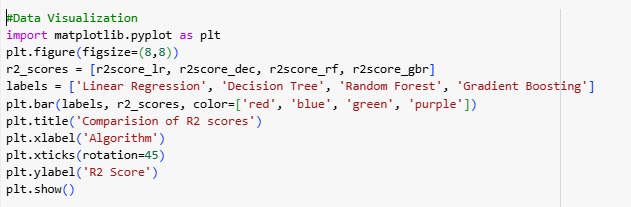 #Data Visualization
import matplotlib.pyplot as plt
plt.figure(figsize=(8,8))
r2_scores = [r2score_lr, r2score_dec, r2score_rf, r2score_gbr]
labels = ['Linear Regression', 'Decision Tree', 'Random Forest', 'Gradient Boosting']
plt.bar(labels, r2_scores, color=['red', 'blue', 'green', 'purple'])
plt.title('Comparision of R2 scores')
plt.xlabel('Algorithm')
plt.xticks(rotation=45)
plt.ylabel('R2 Score')
plt.show()